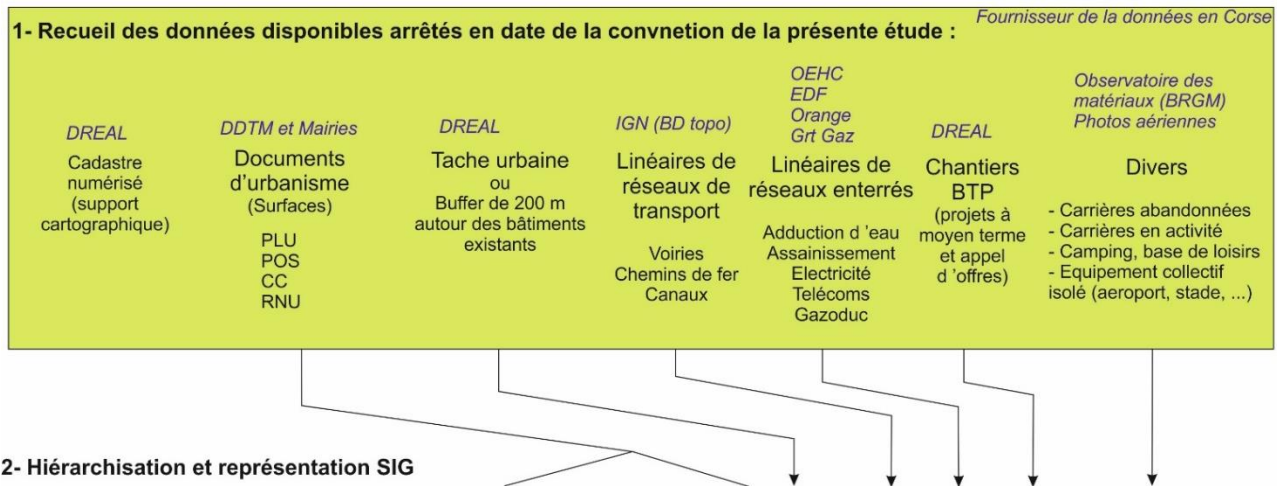 Fournisseur de la données en Corse
1- Recueil des données disponibles arrêtés en date de la convnetion de la présente étude :
DREAL
Cadastre
numérisé
(support
cartographique)
DDTM et Mairies
Documents
d'urbanisme
(Surfaces)
PLU
POS
CC
RNU
DREAL
Tache urbaine
ou
Buffer de 200 m
autour des bâtiments
existants
IGN (BD topo)
Linéaires de
réseaux de
transport
Voiries
Chemins de fer
Canaux
OEHC
EDF
Orange
Grt Gaz
Linéaires de
réseaux enterrés
Adduction d 'eau
Assainissement
Electricité
Telécoms
Gazoduc
DREAL
Chantiers
BTP
(projets à
moyen terme
et appel
d 'offres)
Observatoire des
matériaux (BRGM)
Photos aériennes
Divers
- Carrières abandonnées
- Carrières en activité
- Camping, base de loisirs
- Equipement collectif
isolé (aeroport, stade, ...)
2- Hiérarchisation et représentation SIG